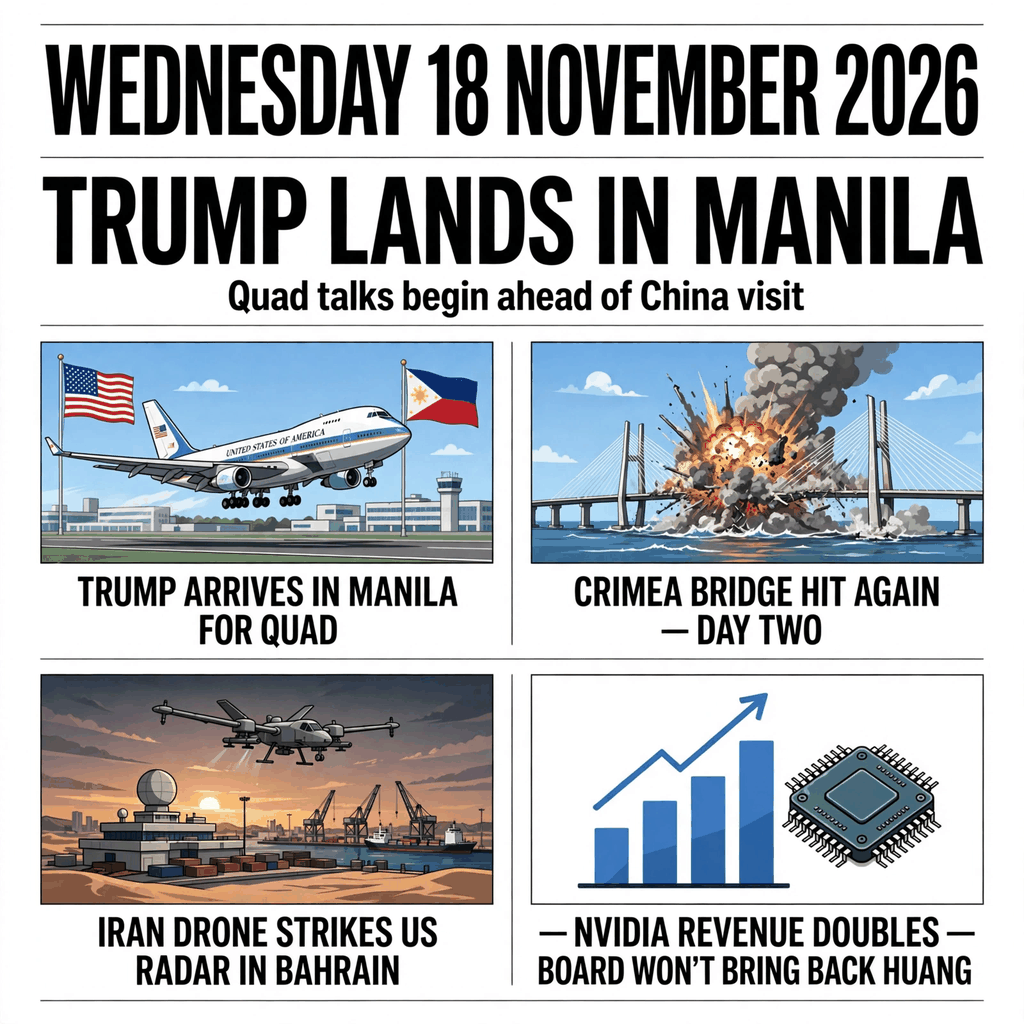 WEDNESDAY 18 NOVEMBER 2026
TRUMP LANDS IN MANILA
Quad talks begin ahead of China visit
UNITED STATES OF AMERICA
TRUMP ARRIVES IN MANILA
FOR QUAD
CRIMEA BRIDGE HIT AGAIN
— DAY TWO
IRAN DRONE STRIKES US
RADAR IN BAHRAIN
— NVIDIA REVENUE DOUBLES —
BOARD WON'T BRING BACK HUANG